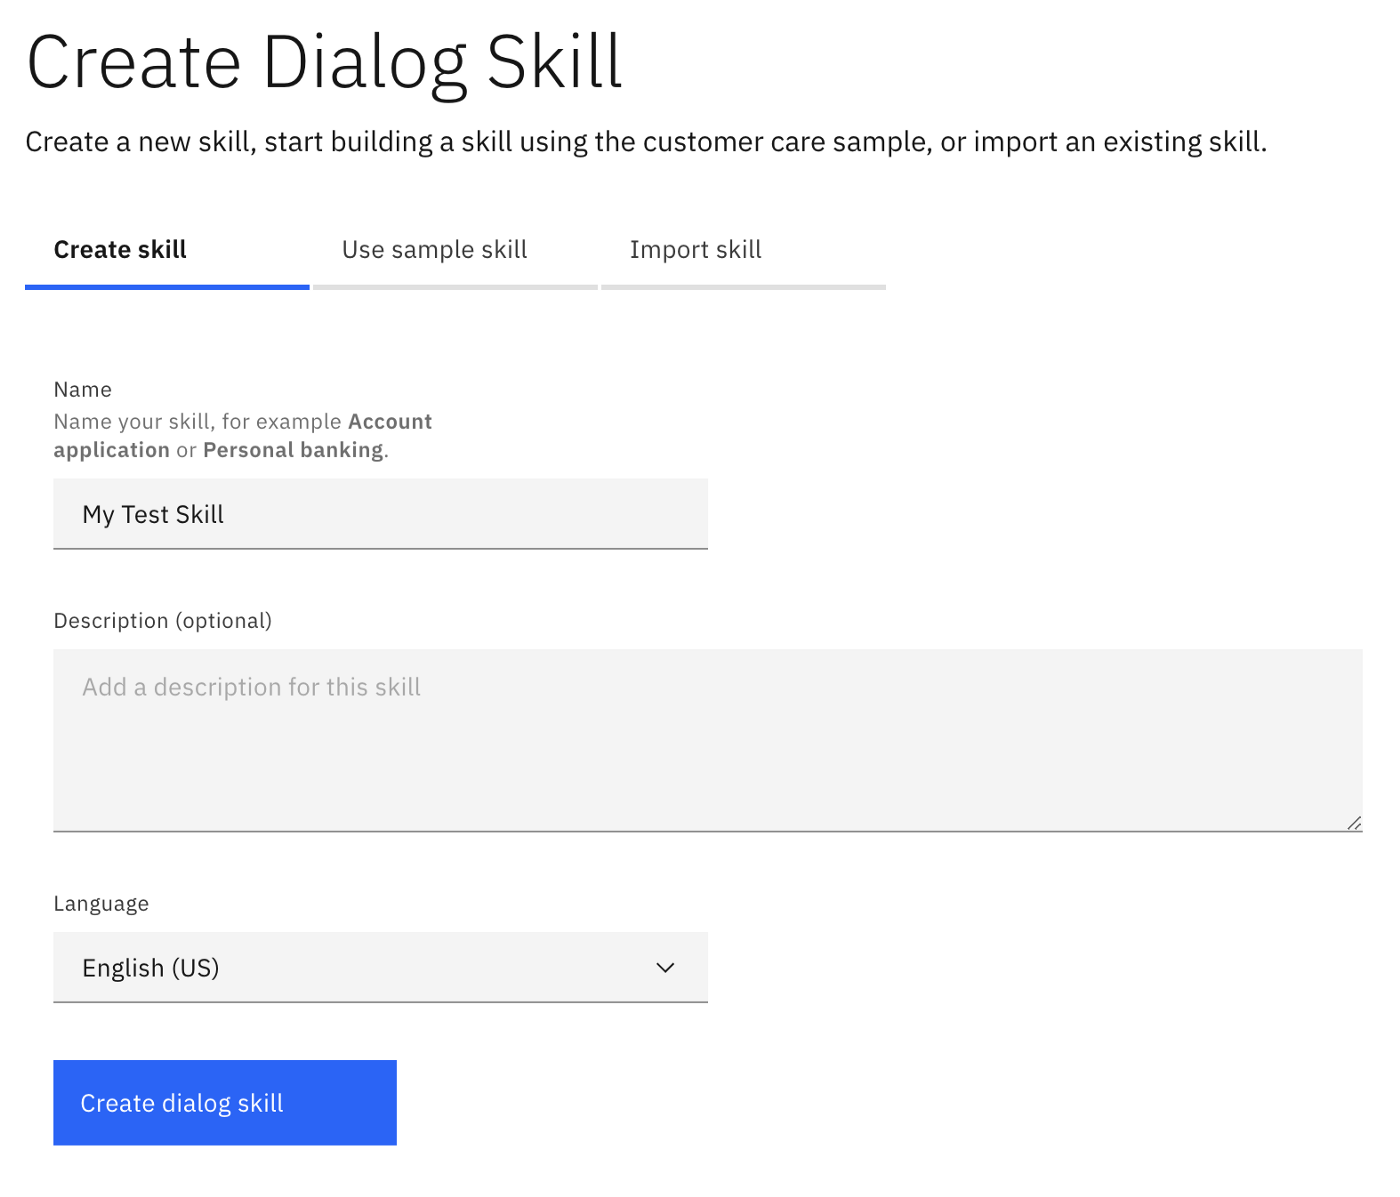 Create Dialog Skill
Create a new skill, start building a skill using the customer care sample, or import an existing skill.
Create skill
Use sample skill
Import skill
Name
Name your skill, for example Account
application or Personal banking.
My Test Skill
Description (optional)
Add a description for this skill
Language
English (US)
Create dialog skill